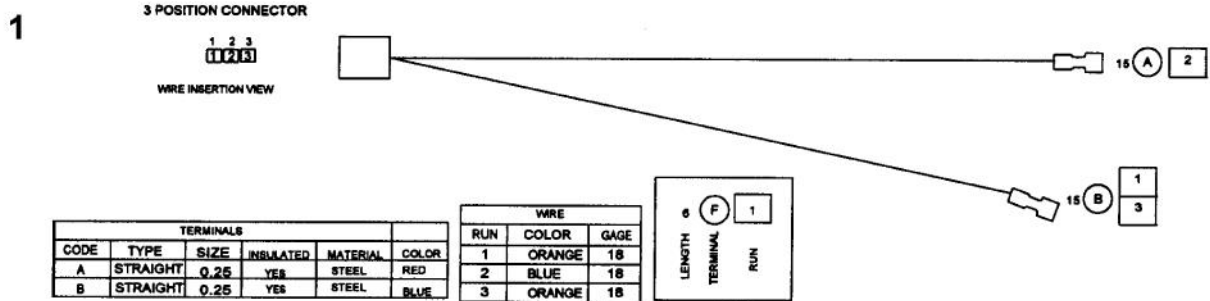 3 POSITION CONNECTOR
1
1 2 3
1 2 3
WIRE INSERTION VIEW
15 A 2
15 B 1
3
6 F 1
LENGTH
TERMINAL
RUN
TERMINALS
CODE TYPE SIZE INSULATED MATERIAL COLOR
A STRAIGHT 0.25 YES STEEL RED
B STRAIGHT 0.25 YES STEEL BLUE
WIRE
RUN COLOR GAGE
1 ORANGE 18
2 BLUE 18
3 ORANGE 18